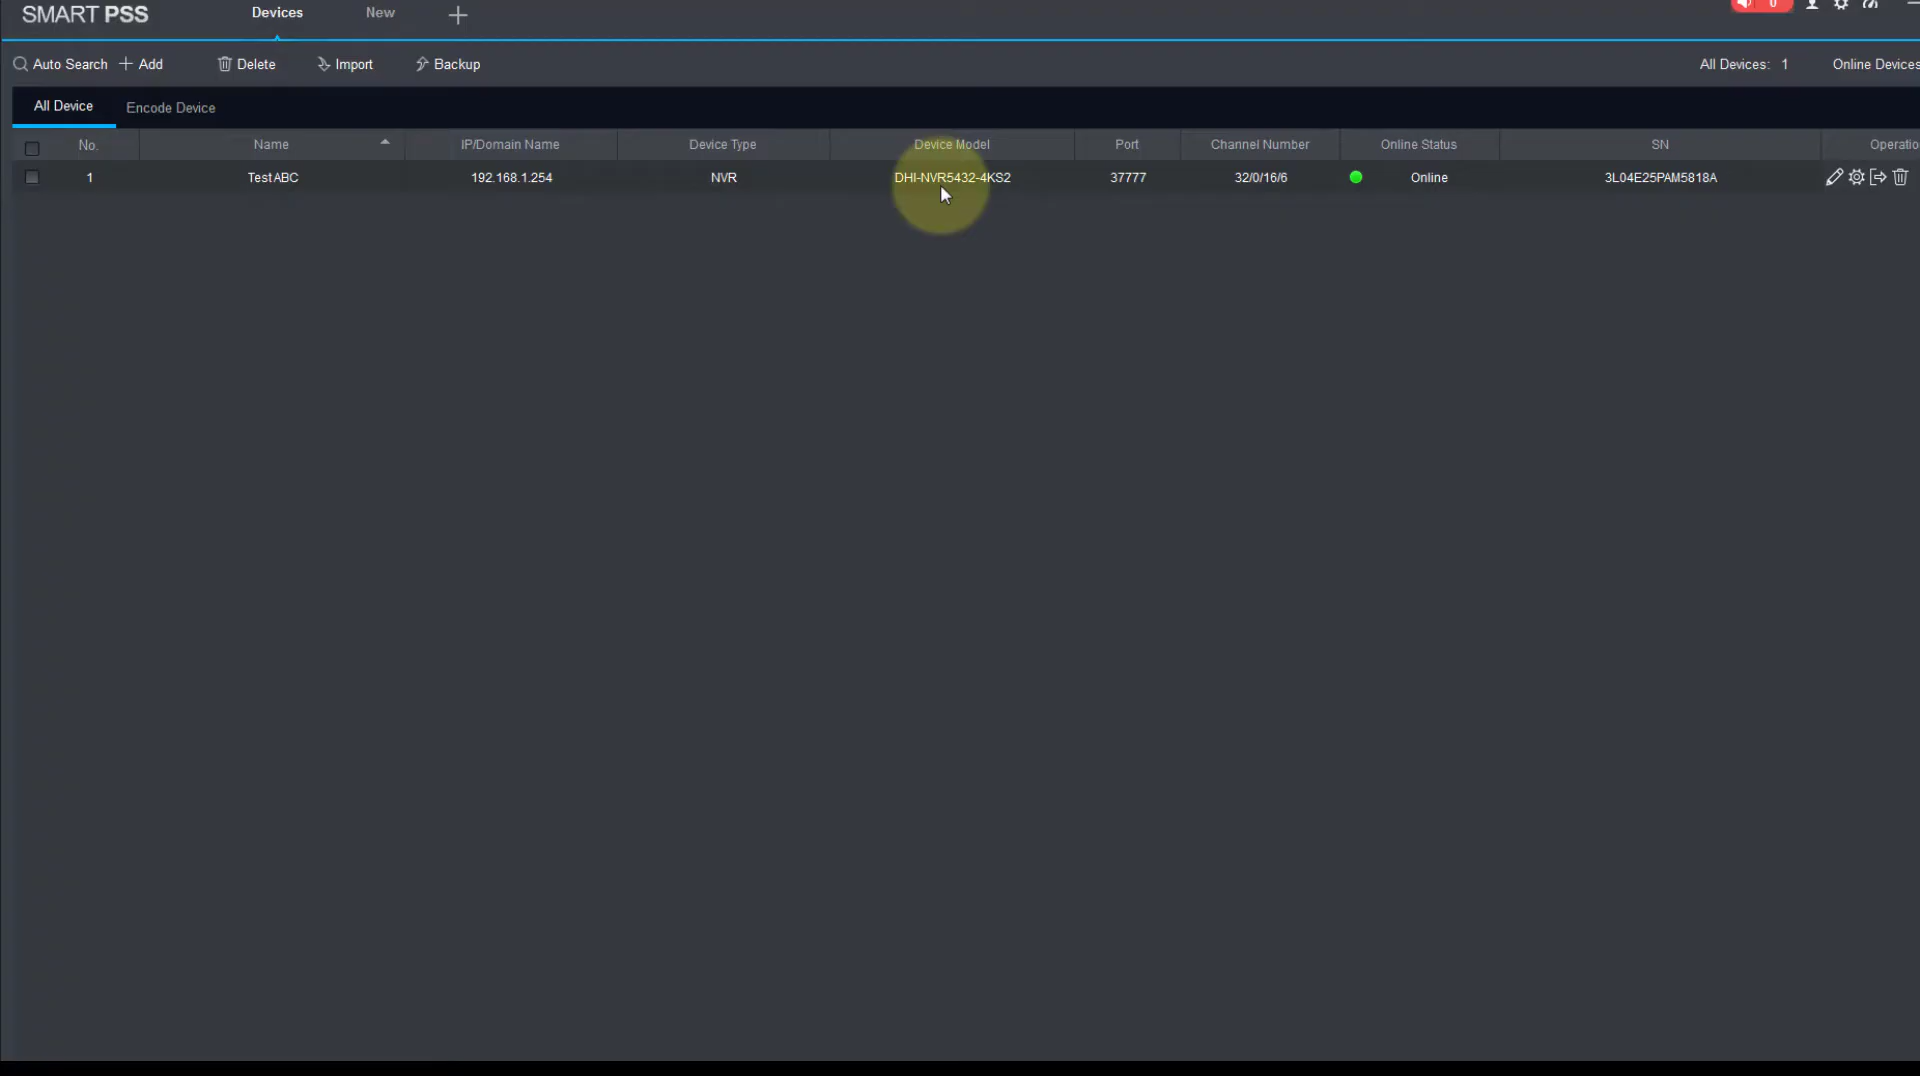 SMART PSS Devices New
0
Auto Search Add Delete Import Backup All Devices: 1 Online Devices
All Device Encode Device
No. Name IP/Domain Name Device Type Device Model Port Channel Number Online Status SN Operatio
1 TestABC 192.168.1.254 NVR DHI-NVR5432-4KS2 37777 32/0/16/6 Online 3L04E25PAM5818A